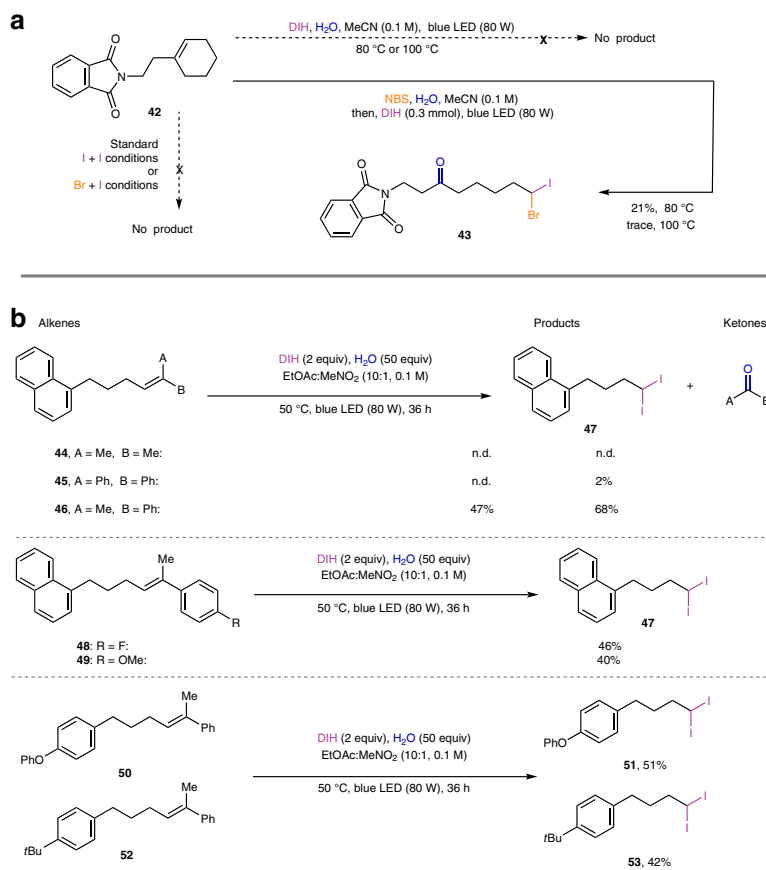 a
DIH, H2O, MeCN (0.1 M), blue LED (80 W)
x
No product
80 °C or 100 °C
O
N
O
42
NBS, H2O, MeCN (0.1 M)
then, DIH (0.3 mmol), blue LED (80 W)
Standard
I + I conditions
or
Br + I conditions
x
No product
O
N
O
O
I
Br
43
21%, 80 °C
trace, 100 °C
b
Alkenes
Products
Ketones
A
B
DIH (2 equiv), H2O (50 equiv)
EtOAc:MeNO2 (10:1, 0.1 M)
50 °C, blue LED (80 W), 36 h
I
I
47
+
O
A
B
44, A = Me, B = Me:
n.d.
n.d.
45, A = Ph, B = Ph:
n.d.
2%
46, A = Me, B = Ph:
47%
68%
Me
R
DIH (2 equiv), H2O (50 equiv)
EtOAc:MeNO2 (10:1, 0.1 M)
50 °C, blue LED (80 W), 36 h
I
I
47
48: R = F:
46%
49: R = OMe:
40%
Me
Ph
PhO
50
DIH (2 equiv), H2O (50 equiv)
EtOAc:MeNO2 (10:1, 0.1 M)
50 °C, blue LED (80 W), 36 h
I
I
PhO
51, 51%
Me
Ph
tBu
52
I
I
tBu
53, 42%